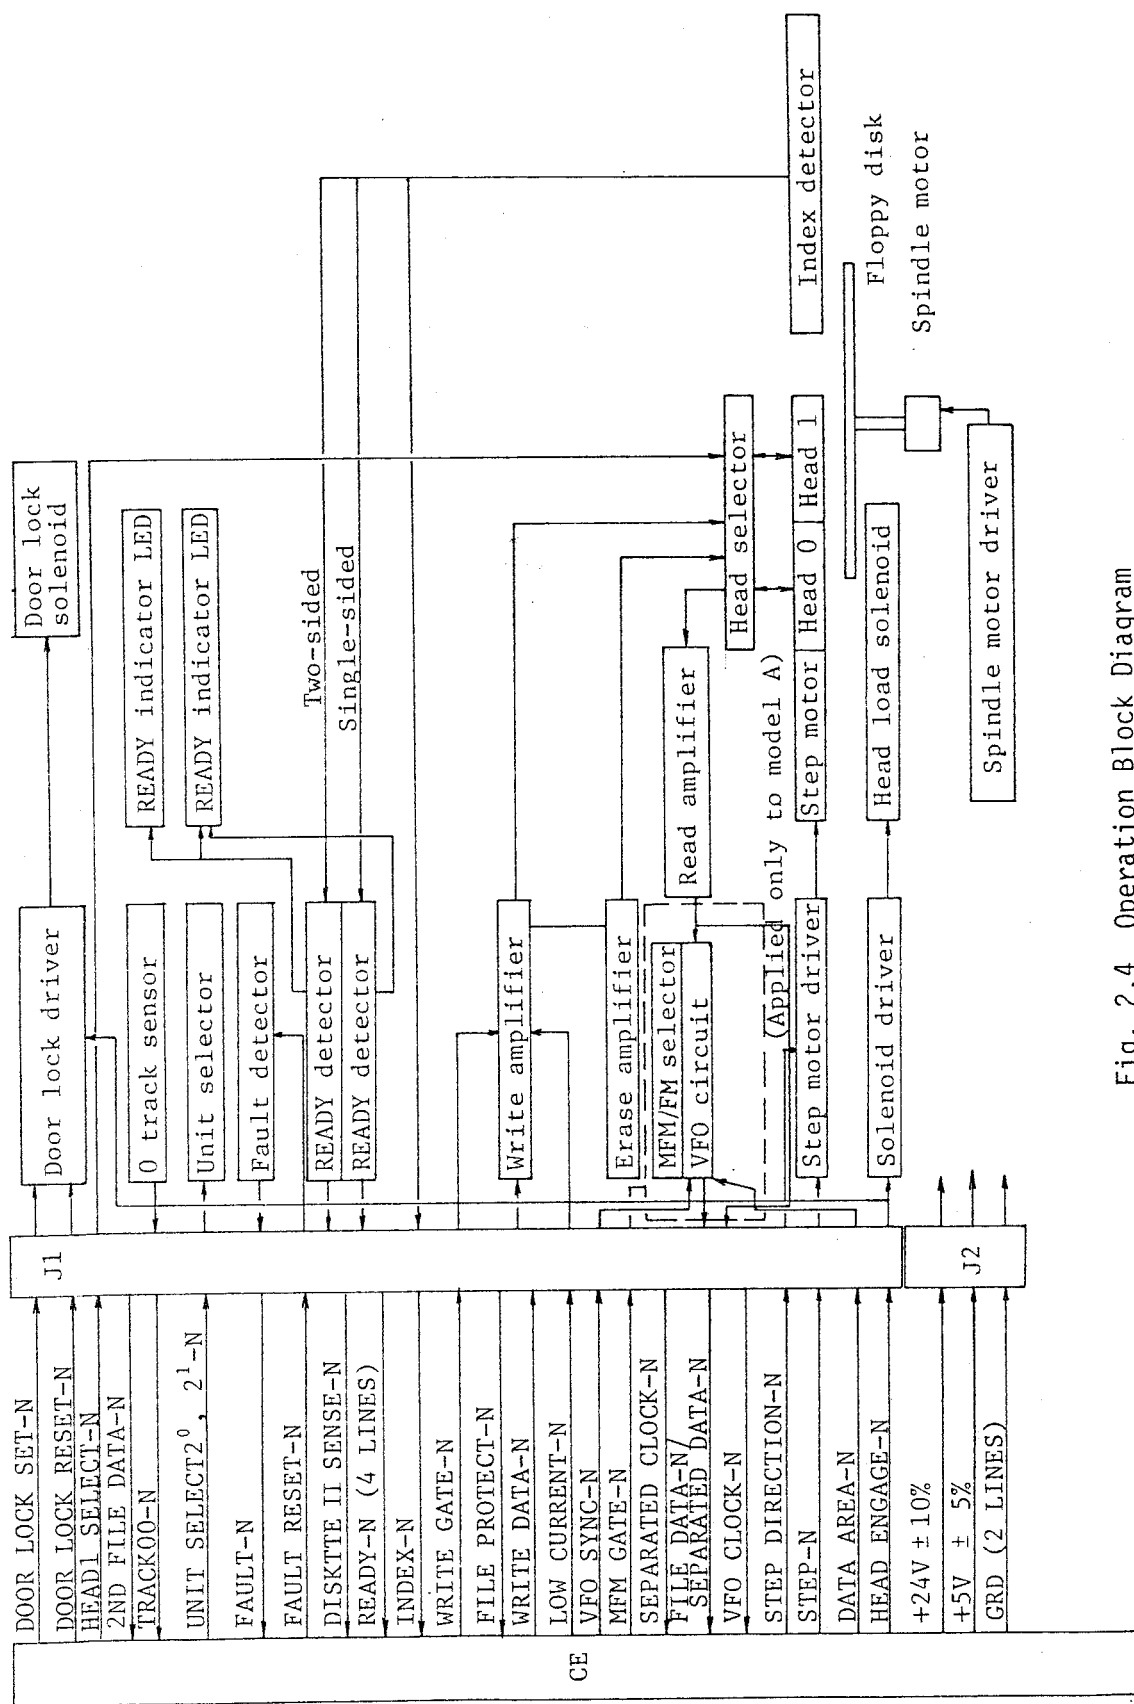 CE
DOOR LOCK SET-N
DOOR LOCK RESET-N
HEAD1 SELECT-N
2ND FILE DATA-N
TRACK00-N
UNIT SELECT2⁰, 2¹-N
FAULT-N
FAULT RESET-N
DISKTTE II SENSE-N
READY-N (4 LINES)
INDEX-N
WRITE GATE-N
FILE PROTECT-N
WRITE DATA-N
LOW CURRENT-N
VFO SYNC-N
MFM GATE-N
SEPARATED CLOCK-N
FILE DATA-N/
SEPARATED DATA-N
VFO CLOCK-N
STEP DIRECTION-N
STEP-N
DATA AREA-N
HEAD ENGAGE-N
+24V ± 10%
+5V ± 5%
GRD (2 LINES)
J1
J2
Door lock driver
0 track sensor
Unit selector
Fault detector
READY detector
READY detector
Write amplifier
Erase amplifier
MFM/FM selector
VFO circuit
(Applied only to model A)
Step motor driver
Solenoid driver
Door lock
solenoid
READY indicator LED
READY indicator LED
Two-sided
Single-sided
Read amplifier
Head selector
Step motor
Head 0
Head 1
Head load solenoid
Spindle motor driver
Index detector
Floppy disk
Spindle motor
Fig. 2.4 Operation Block Diagram